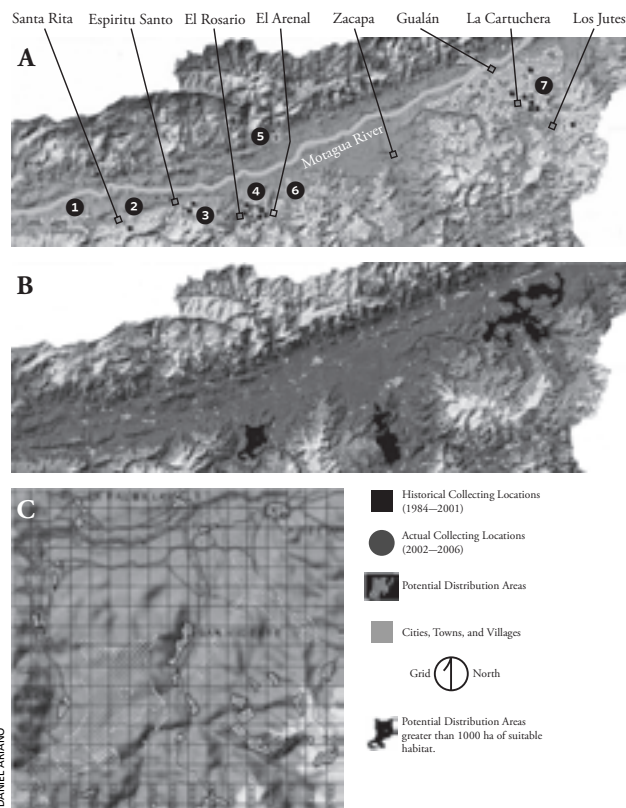 Santa Rita Espiritu Santo El Rosario El Arenal Zacapa Gualán La Cartuchera Los Jutes
A
7
5
Motagua River
4
6
1
2
3
B
C
Historical Collecting Locations
(1984—2001)
Actual Collecting Locations
(2002—2006)
Potential Distribution Areas
Cities, Towns, and Villages
Grid North
Potential Distribution Areas
greater than 1000 ha of suitable
habitat.
DANIEL ARIANO